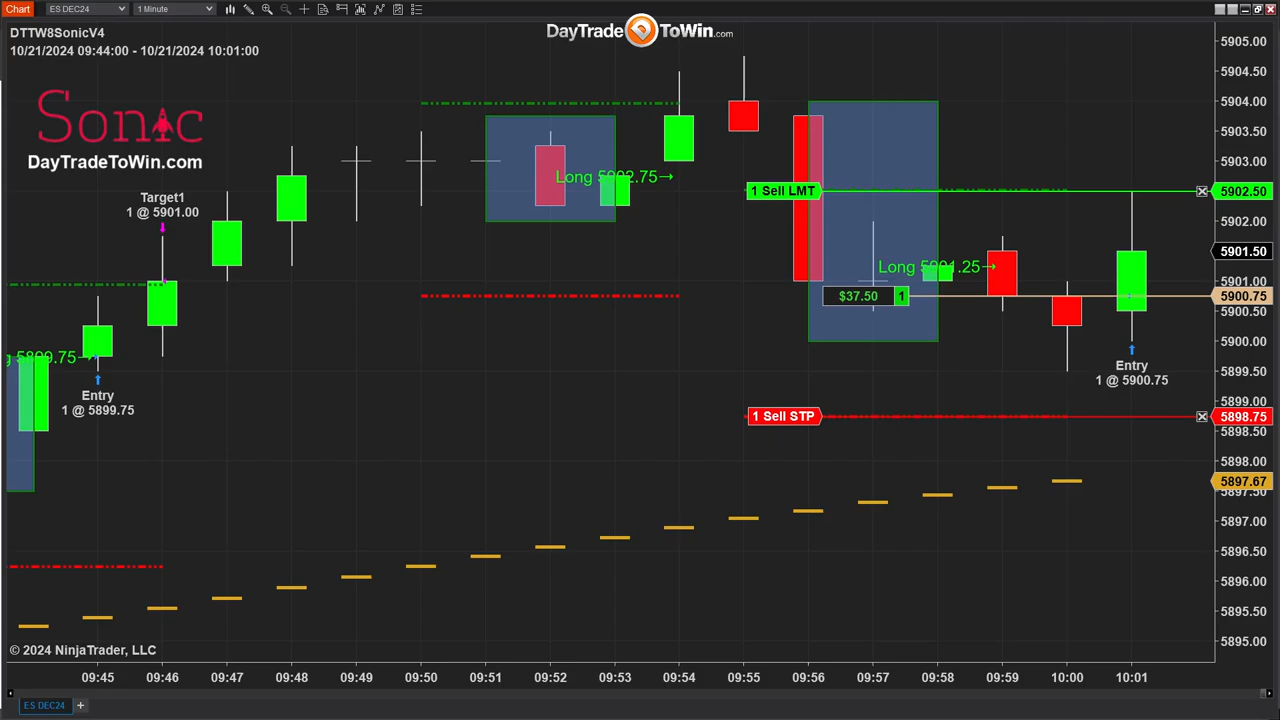 Chart ES DEC24 1 Minute
DTTW8SonicV4
10/21/2024 09:44:00 - 10/21/2024 10:01:00
DayTradeToWin.com
Sonic
DayTradeToWin.com
Target1
1 @ 5901.00
Long 5902.75→
1 Sell LMT
Long 5901.25→
$37.50 1
g 5899.75→
Entry
1 @ 5899.75
Entry
1 @ 5900.75
1 Sell STP
5905.00
5904.50
5904.00
5903.50
5903.00
5902.50
5902.00
5901.50
5901.00
5900.75
5900.50
5900.00
5899.50
5899.00
5898.75
5898.50
5898.00
5897.67
5897.50
5897.00
5896.50
5896.00
5895.50
5895.00
© 2024 NinjaTrader, LLC
09:45 09:46 09:47 09:48 09:49 09:50 09:51 09:52 09:53 09:54 09:55 09:56 09:57 09:58 09:59 10:00 10:01
ES DEC24 +